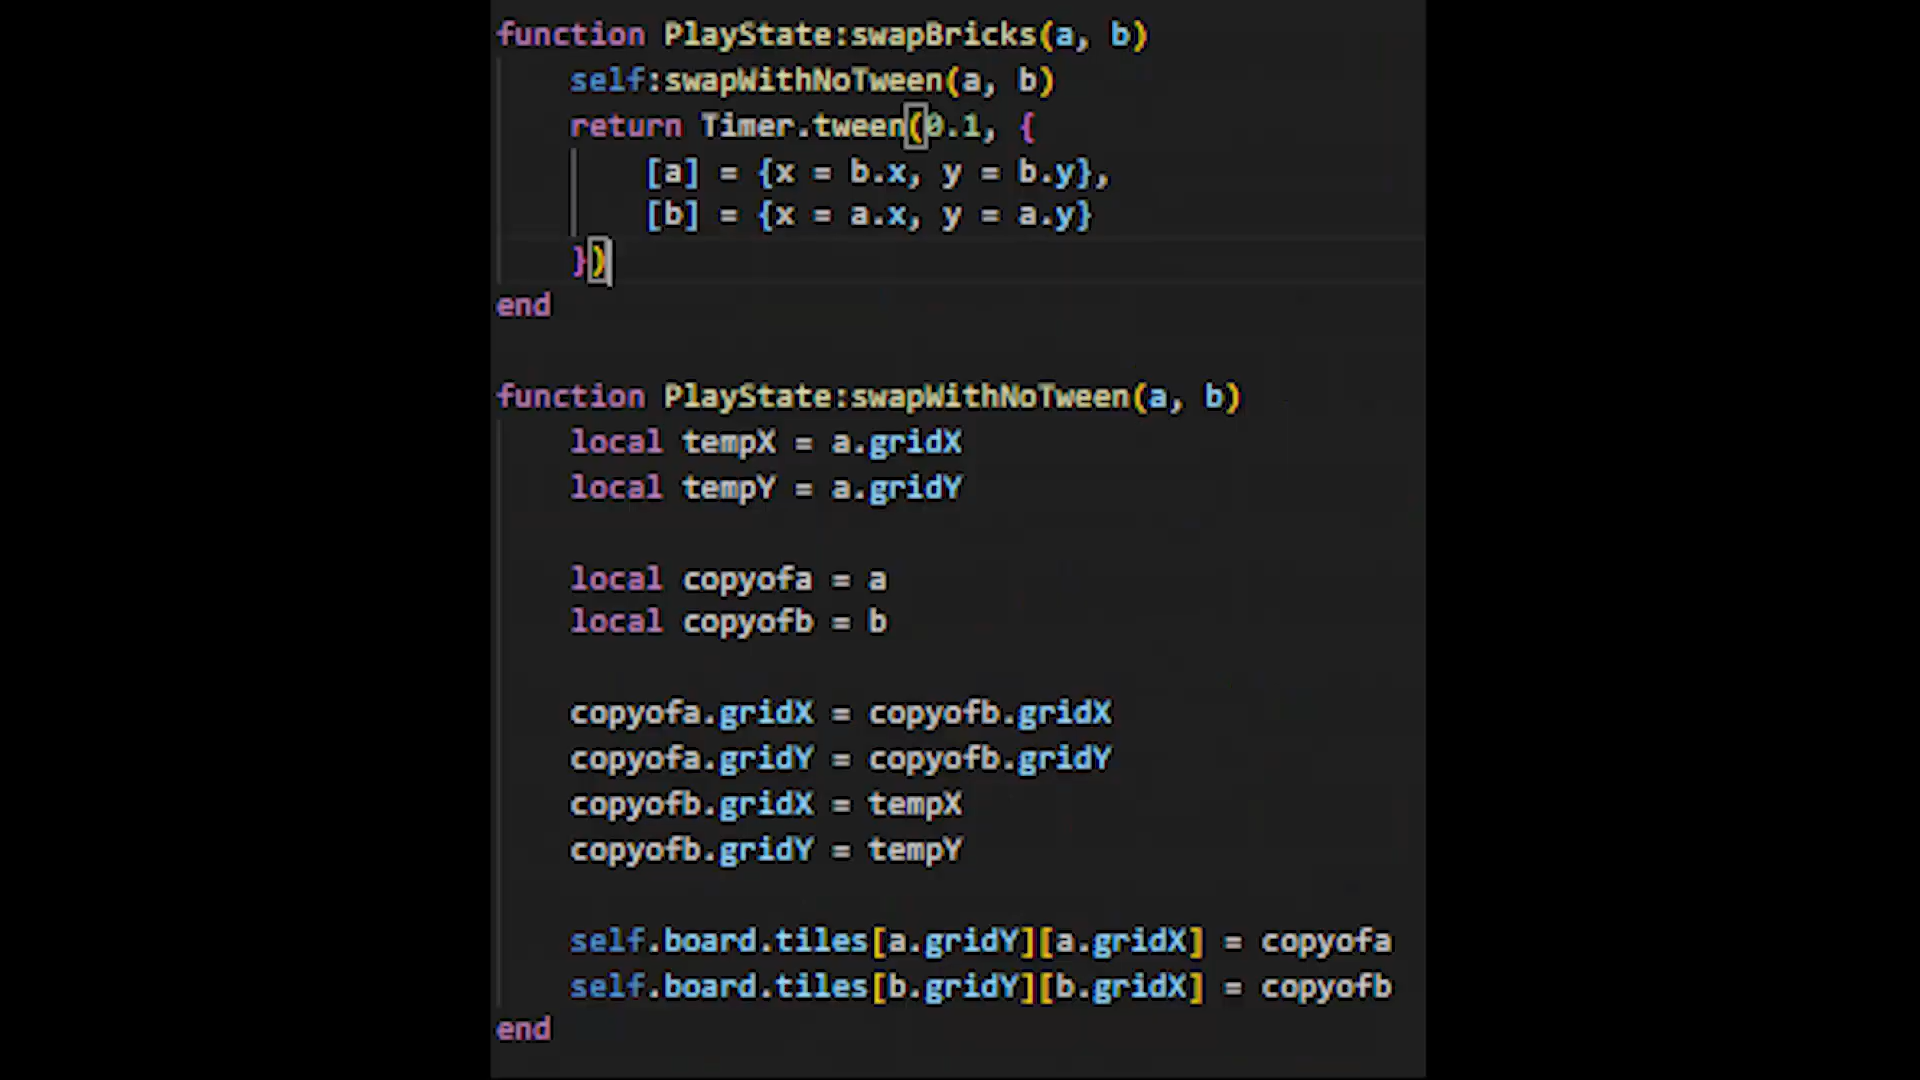 function PlayState:swapBricks(a, b)
    self:swapWithNoTween(a, b)
    return Timer.tween(0.1, {
        [a] = {x = b.x, y = b.y},
        [b] = {x = a.x, y = a.y}
    })
end

function PlayState:swapWithNoTween(a, b)
    local tempX = a.gridX
    local tempY = a.gridY

    local copyofa = a
    local copyofb = b

    copyofa.gridX = copyofb.gridX
    copyofa.gridY = copyofb.gridY
    copyofb.gridX = tempX
    copyofb.gridY = tempY

    self.board.tiles[a.gridY][a.gridX] = copyofa
    self.board.tiles[b.gridY][b.gridX] = copyofb
end